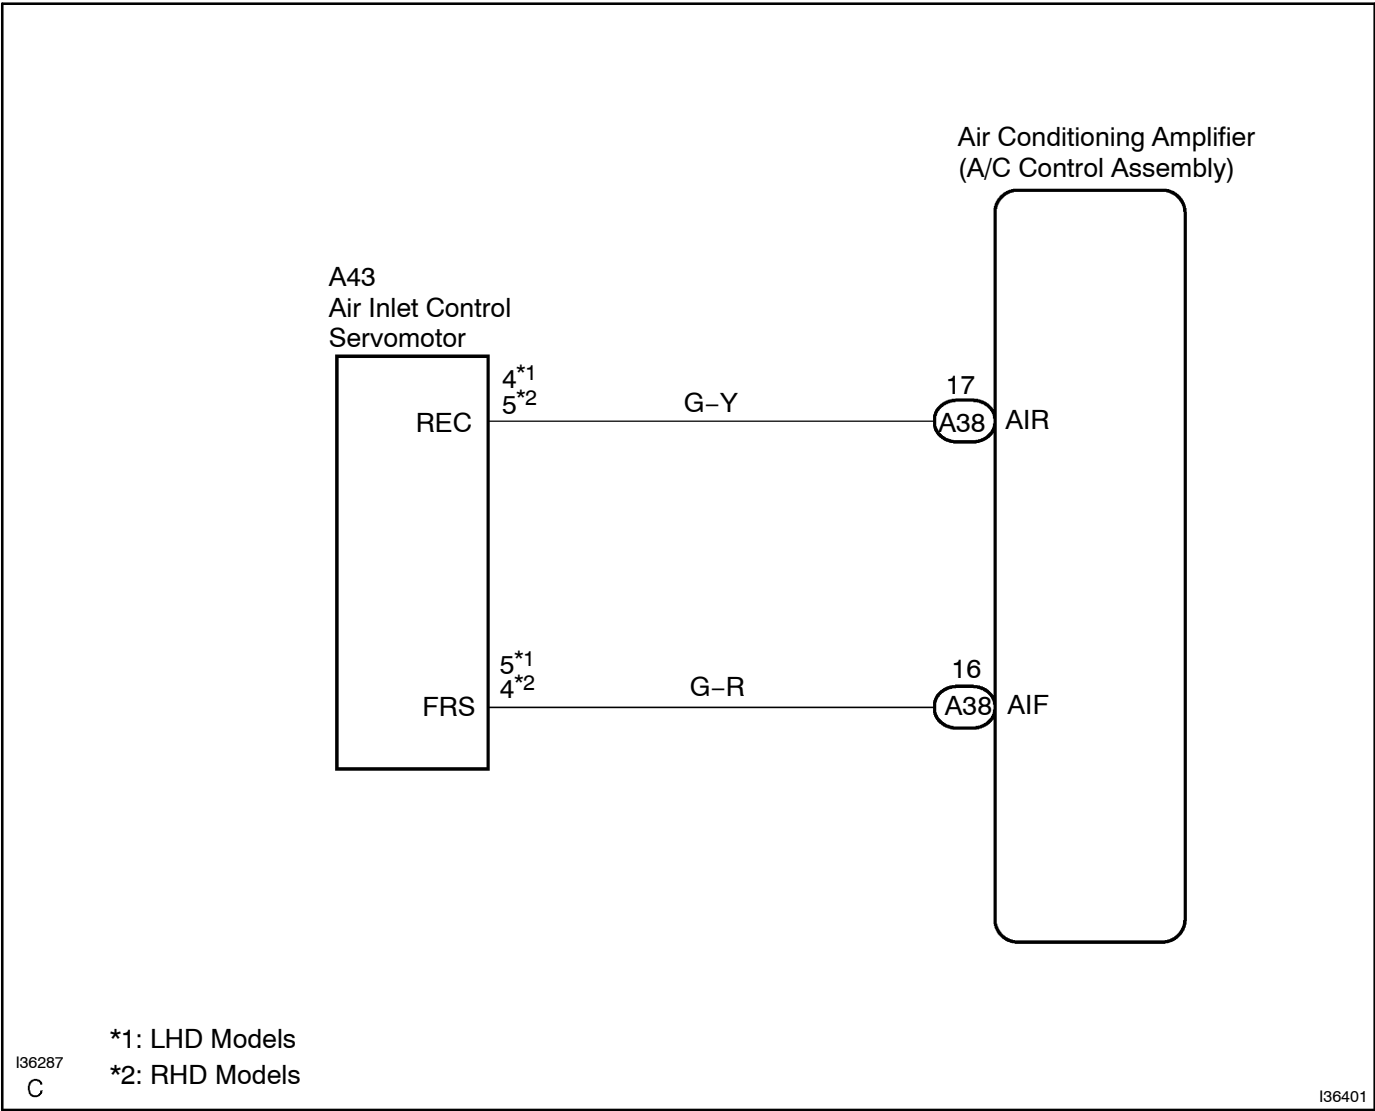 Air Conditioning Amplifier
(A/C Control Assembly)
A43
Air Inlet Control
Servomotor
4*1
5*2
REC
G−Y
17
A38
AIR
5*1
4*2
FRS
G−R
16
A38
AIF
*1: LHD Models
*2: RHD Models
I36287
C
I36401